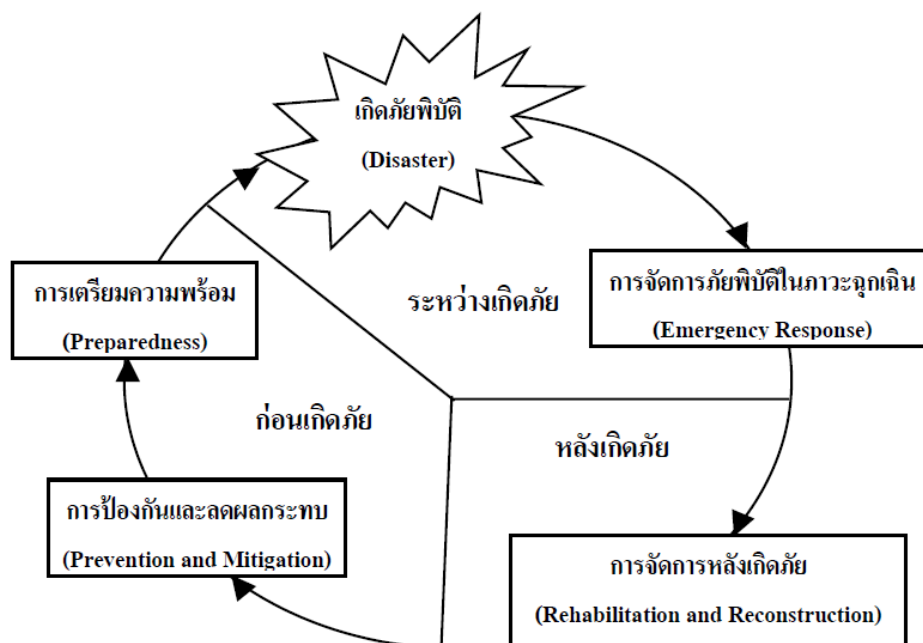 เกิดภัยพิบัติ
(Disaster)
การจัดการภัยพิบัติในภาวะฉุกเฉิน
(Emergency Response)
การเตรียมความพร้อม
(Preparedness)
ระหว่างเกิดภัย
ก่อนเกิดภัย
หลังเกิดภัย
การป้องกันและลดผลกระทบ
(Prevention and Mitigation)
การจัดการหลังเกิดภัย
(Rehabilitation and Reconstruction)